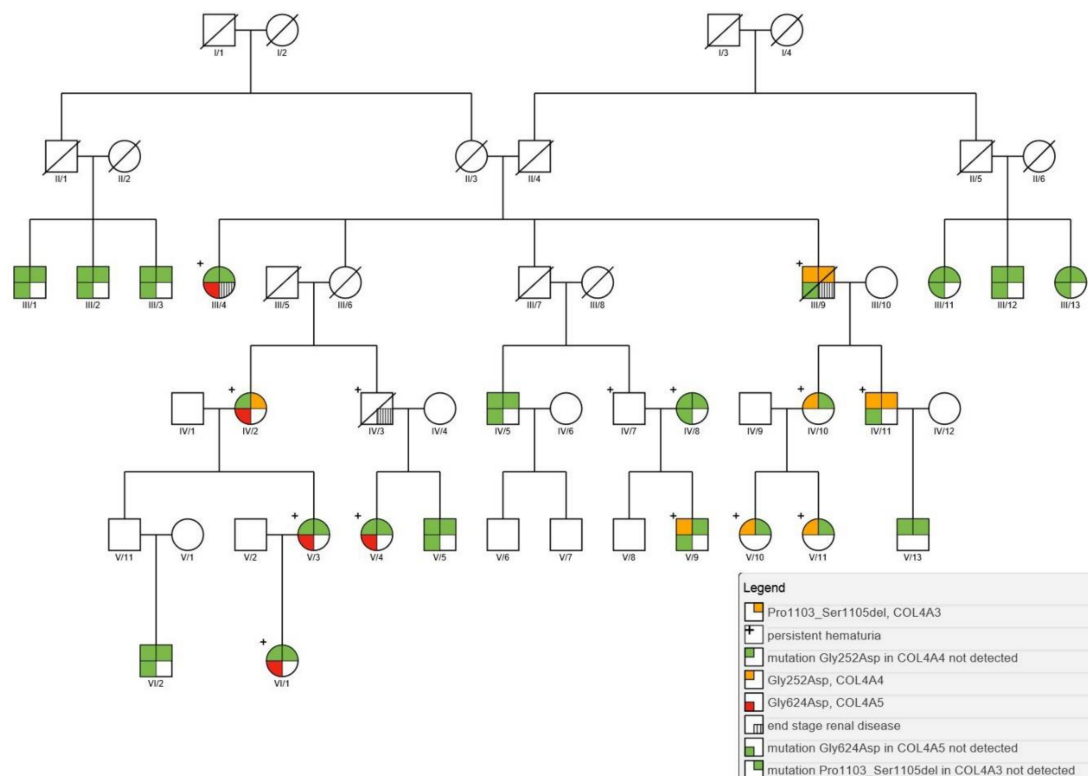 I/1 I/2 I/3 I/4
II/1 II/2 II/3 II/4 II/5 II/6
+ +
III/1 III/2 III/3 III/4 III/5 III/6 III/7 III/8 III/9 III/10 III/11 III/12 III/13
+ + + + + +
IV/1 IV/2 IV/3 IV/4 IV/5 IV/6 IV/7 IV/8 IV/9 IV/10 IV/11 IV/12
+ + + + +
V/11 V/1 V/2 V/3 V/4 V/5 V/6 V/7 V/8 V/9 V/10 V/11 V/13
+
VI/2 VI/1
Legend
Pro1103_Ser1105del, COL4A3
+ persistent hematuria
mutation Gly252Asp in COL4A4 not detected
Gly252Asp, COL4A4
Gly624Asp, COL4A5
end stage renal disease
mutation Gly624Asp in COL4A5 not detected
mutation Pro1103_Ser1105del in COL4A3 not detected